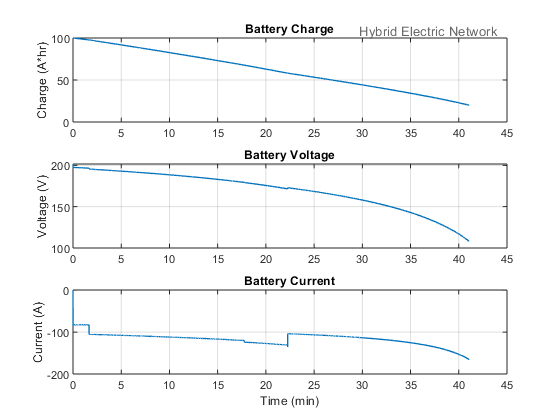 Battery Charge
Hybrid Electric Network
Charge (A*hr)
100
50
0
0 5 10 15 20 25 30 35 40 45
Battery Voltage
Voltage (V)
200
150
100
0 5 10 15 20 25 30 35 40 45
Battery Current
Current (A)
0
-100
-200
0 5 10 15 20 25 30 35 40 45
Time (min)